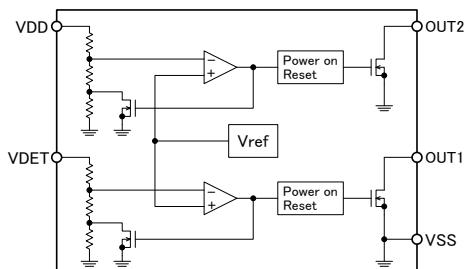 VDD
OUT2
−
+
Power on
Reset
Vref
VDET
OUT1
−
+
Power on
Reset
VSS